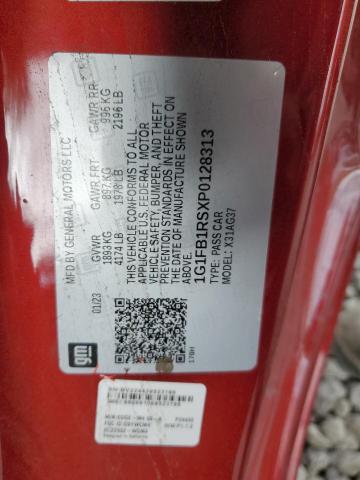 MFD BY GENERAL MOTORS LLC
01/23
GVWR
1893 KG
4174 LB
GAWR FRT
897 KG
1978 LB
GAWR RR
996 KG
2196 LB
THIS VEHICLE CONFORMS TO ALL
APPLICABLE U.S. FEDERAL MOTOR
VEHICLE SAFETY, BUMPER, AND THEFT
PREVENTION STANDARDS IN EFFECT ON
THE DATE OF MANUFACTURE SHOWN
ABOVE.
1G1FB1RSXP0128313
TYPE: PASS CAR
MODEL: X31AG37
170H
gm